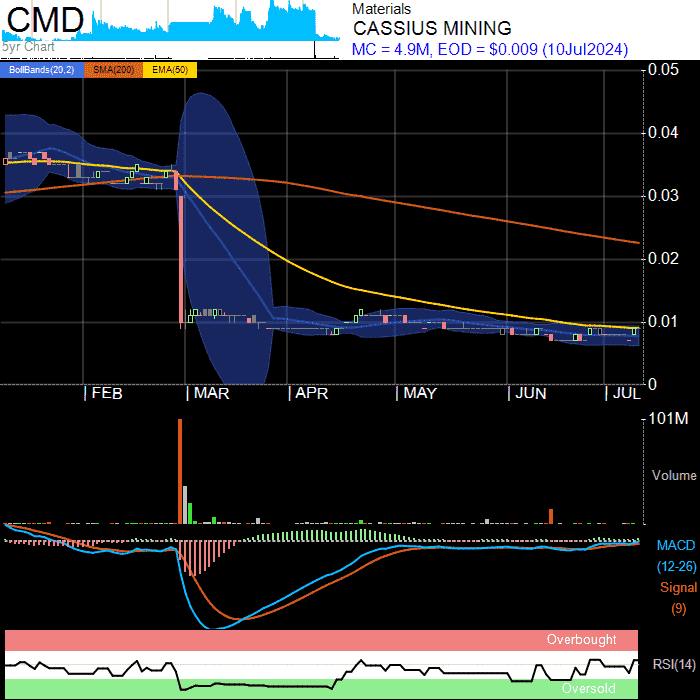 CMD
5yr Chart
Materials
CASSIUS MINING
MC = 4.9M, EOD = $0.009 (10Jul2024)
BollBands(20,2) SMA(200) EMA(50)
0.05
0.04
0.03
0.02
0.01
0
FEB MAR APR MAY JUN JUL
101M
Volume
MACD
(12-26)
Signal
(9)
Overbought
RSI(14)
Oversold